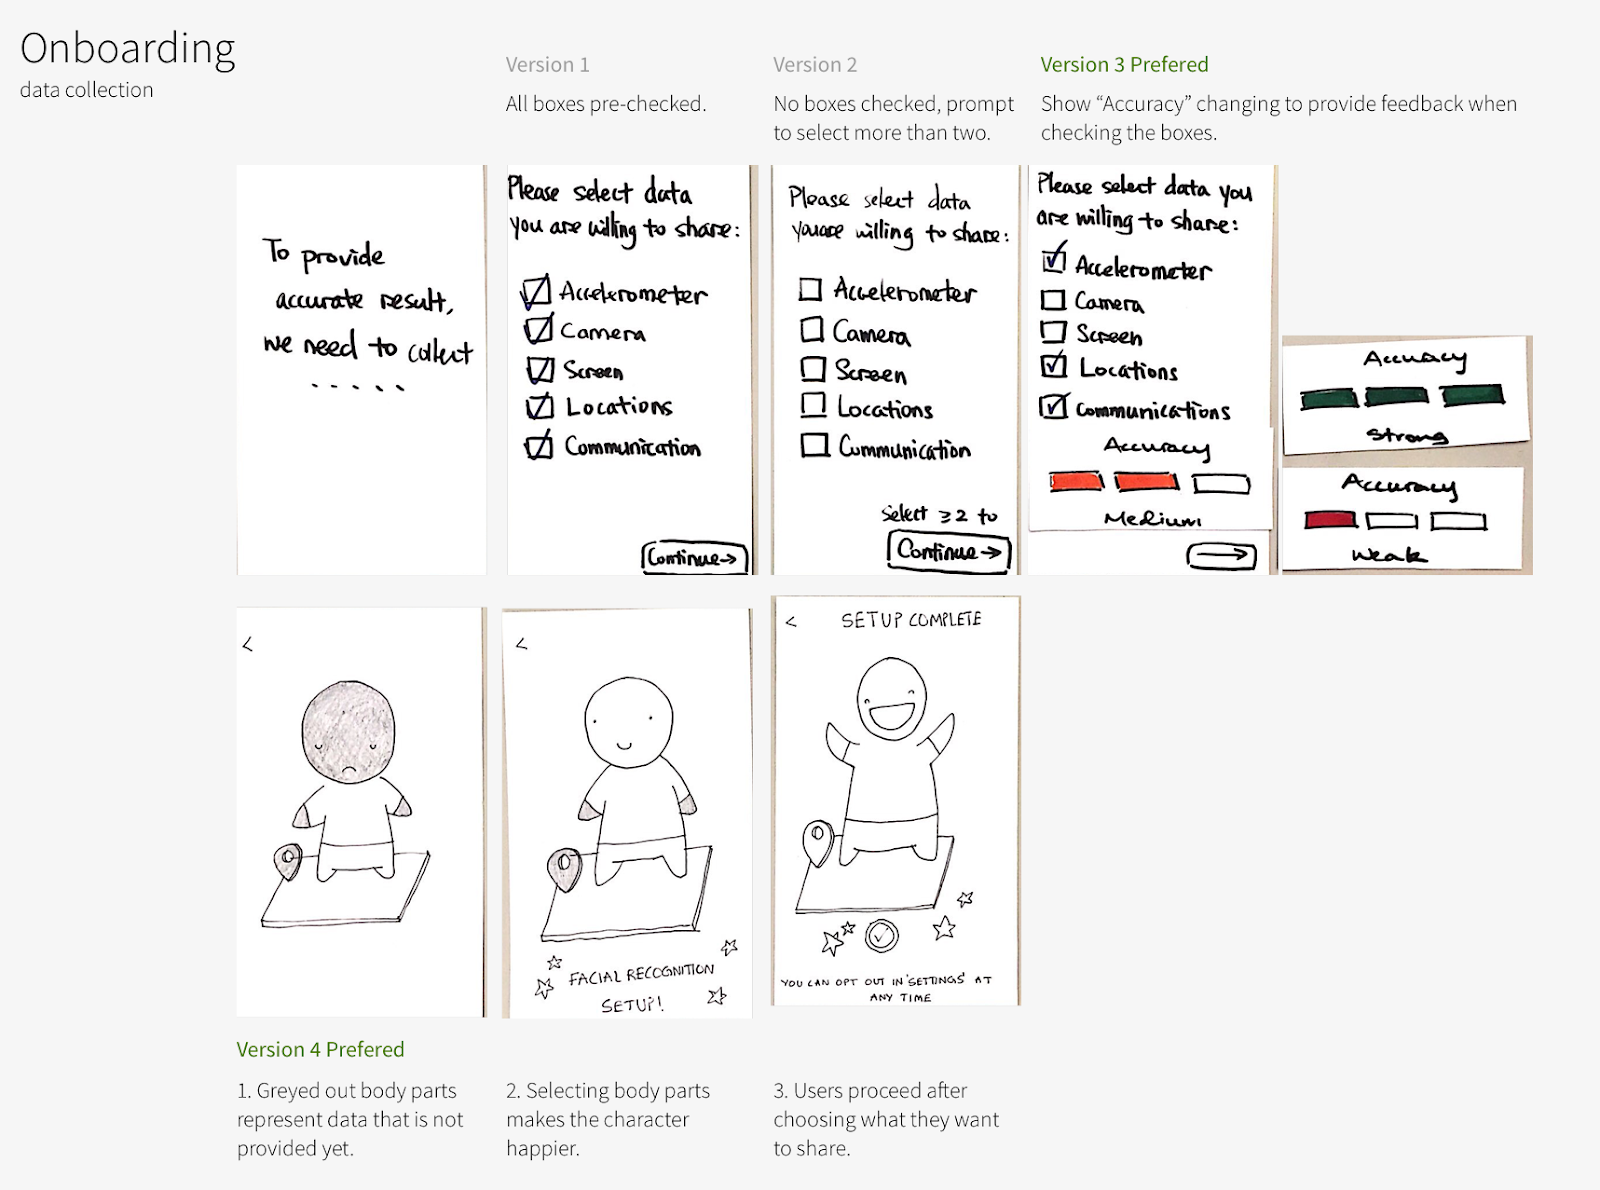 Onboarding
data collection
Version 1
All boxes pre-checked.
Version 2
No boxes checked, prompt
to select more than two.
Version 3 Prefered
Show “Accuracy” changing to provide feedback when
checking the boxes.
To provide
accurate result,
we need to collect
.....
Please select data
you are willing to share:
Accelerometer
Camera
Screen
Locations
Communication
Continue→
Please select data
you are willing to share:
Accelerometer
Camera
Screen
Locations
Communication
Select ≥2 to
Continue→
Please select data you
are willing to share:
Accelerometer
Camera
Screen
Locations
Communications
Accuracy
Medium
→
Accuracy
Strong
Accuracy
Weak
<
<
FACIAL RECOGNITION
SETUP!
< SETUP COMPLETE
YOU CAN OPT OUT IN 'SETTINGS' AT
ANY TIME
Version 4 Prefered
1. Greyed out body parts
represent data that is not
provided yet.
2. Selecting body parts
makes the character
happier.
3. Users proceed after
choosing what they want
to share.